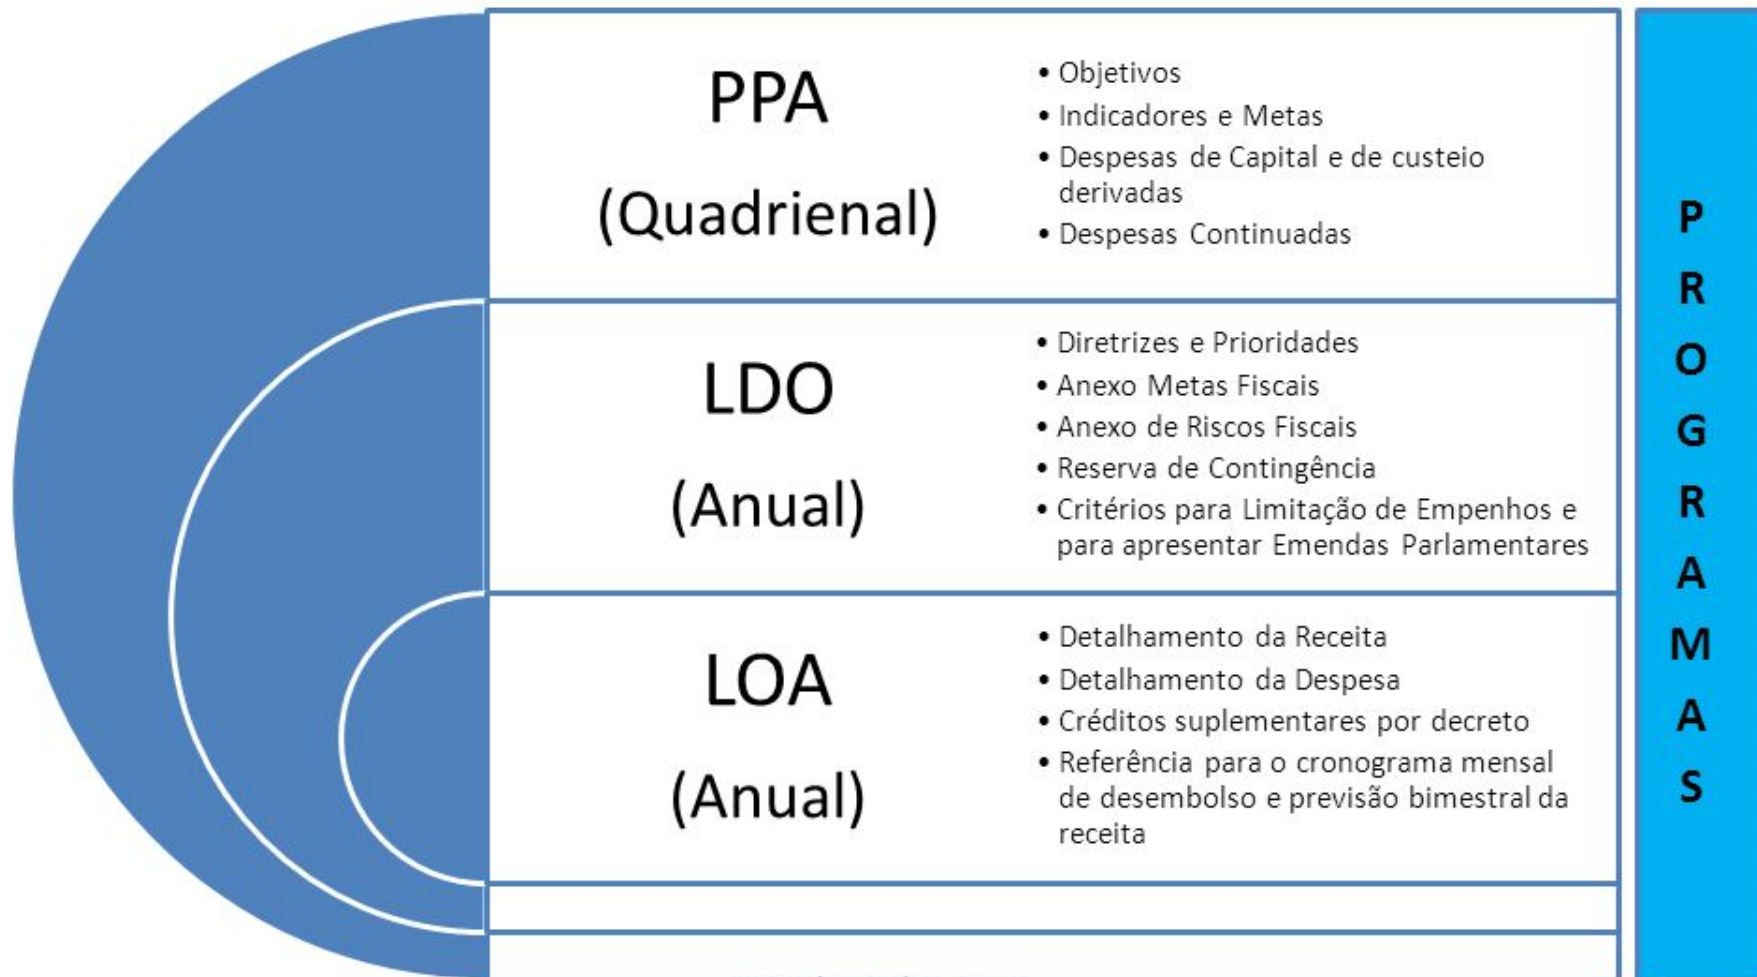 PPA
(Quadrienal)
• Objetivos
• Indicadores e Metas
• Despesas de Capital e de custeio
derivadas
• Despesas Continuadas
LDO
(Anual)
• Diretrizes e Prioridades
• Anexo Metas Fiscais
• Anexo de Riscos Fiscais
• Reserva de Contingência
• Critérios para Limitação de Empenhos e
para apresentar Emendas Parlamentares
LOA
(Anual)
• Detalhamento da Receita
• Detalhamento da Despesa
• Créditos suplementares por decreto
• Referência para o cronograma mensal
de desembolso e previsão bimestral da
receita
PROGRAMAS